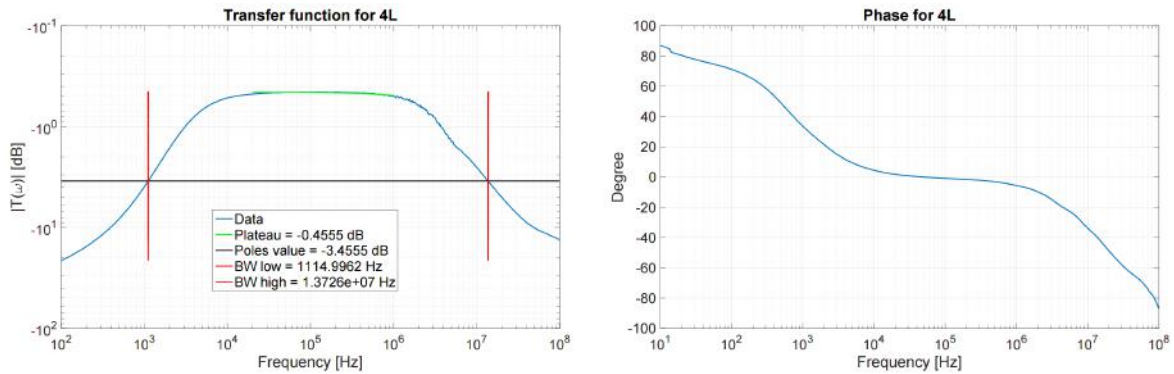 Transfer function for 4L
-10^-1
-10^0
-10^1
-10^2
|T(ω)| [dB]
Data
Plateau = -0.4555 dB
Poles value = -3.4555 dB
BW low = 1114.9962 Hz
BW high = 1.3726e+07 Hz
10^2 10^3 10^4 10^5 10^6 10^7 10^8
Frequency [Hz]
Phase for 4L
100
80
60
40
20
0
-20
-40
-60
-80
-100
Degree
10^1 10^2 10^3 10^4 10^5 10^6 10^7 10^8
Frequency [Hz]